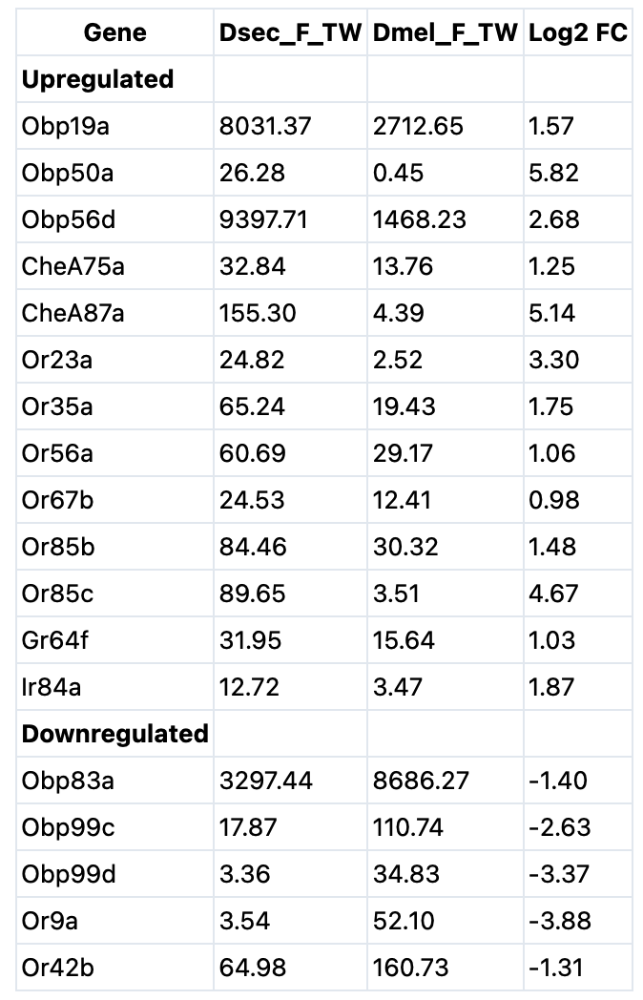 Gene Dsec_F_TW Dmel_F_TW Log2 FC
Upregulated
Obp19a 8031.37 2712.65 1.57
Obp50a 26.28 0.45 5.82
Obp56d 9397.71 1468.23 2.68
CheA75a 32.84 13.76 1.25
CheA87a 155.30 4.39 5.14
Or23a 24.82 2.52 3.30
Or35a 65.24 19.43 1.75
Or56a 60.69 29.17 1.06
Or67b 24.53 12.41 0.98
Or85b 84.46 30.32 1.48
Or85c 89.65 3.51 4.67
Gr64f 31.95 15.64 1.03
Ir84a 12.72 3.47 1.87
Downregulated
Obp83a 3297.44 8686.27 -1.40
Obp99c 17.87 110.74 -2.63
Obp99d 3.36 34.83 -3.37
Or9a 3.54 52.10 -3.88
Or42b 64.98 160.73 -1.31